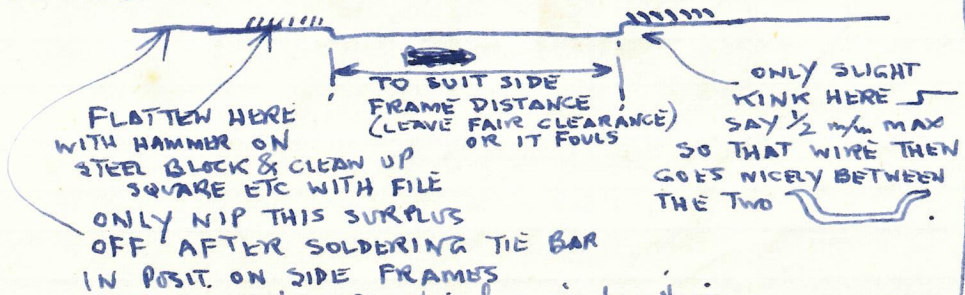 TO SUIT SIDE
FRAME DISTANCE
(LEAVE FAIR CLEARANCE)
OR IT FOULS
FLATTEN HERE
WITH HAMMER ON
STEEL BLOCK & CLEAN UP
SQUARE ETC WITH FILE
ONLY NIP THIS SURPLUS
OFF AFTER SOLDERING TIE BAR
IN POSIT. ON SIDE FRAMES
ONLY SLIGHT
KINK HERE
SAY 1/2 m/m MAX
SO THAT WIRE THEN
GOES NICELY BETWEEN
THE TWO